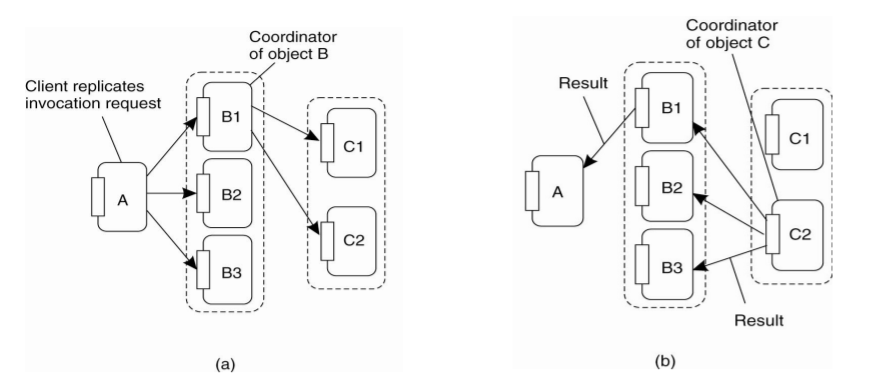 Coordinator
of object B
Client replicates
invocation request
A
B1
B2
B3
C1
C2
(a)
Coordinator
of object C
Result
A
B1
B2
B3
C1
C2
Result
(b)